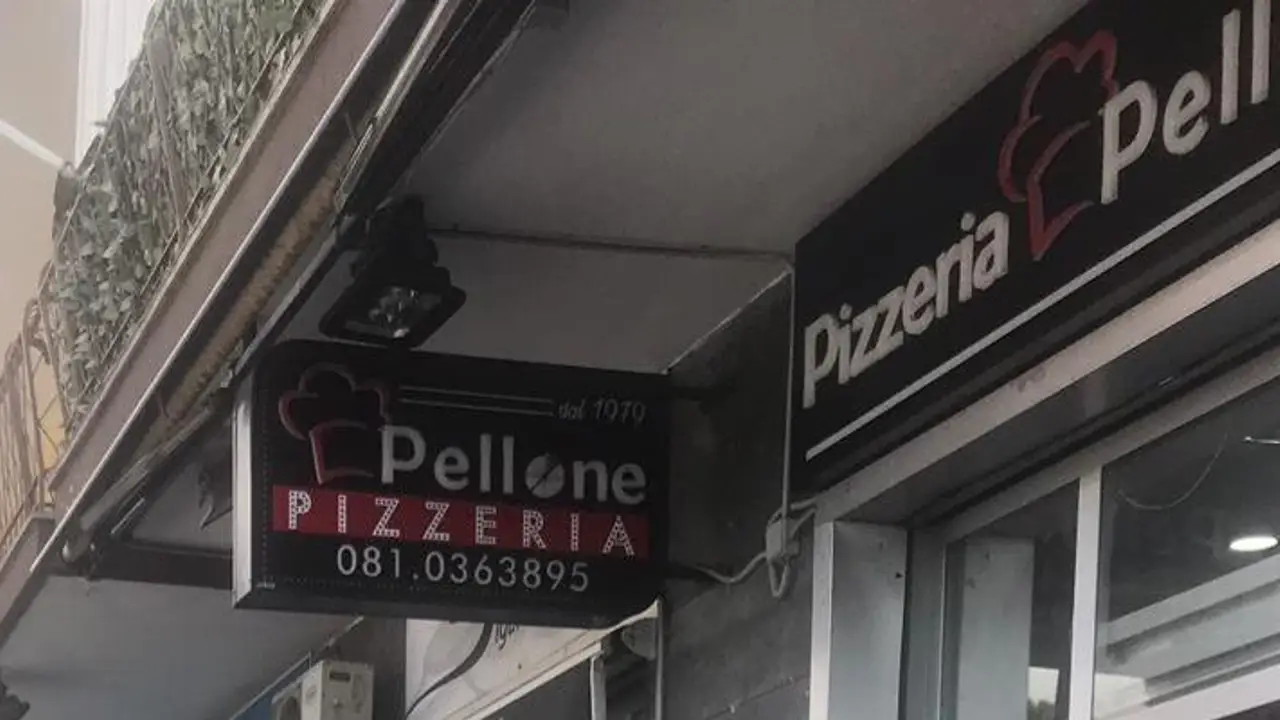 dal 1979
Pellone
PIZZERIA
081.0363895
Pizzeria Pell